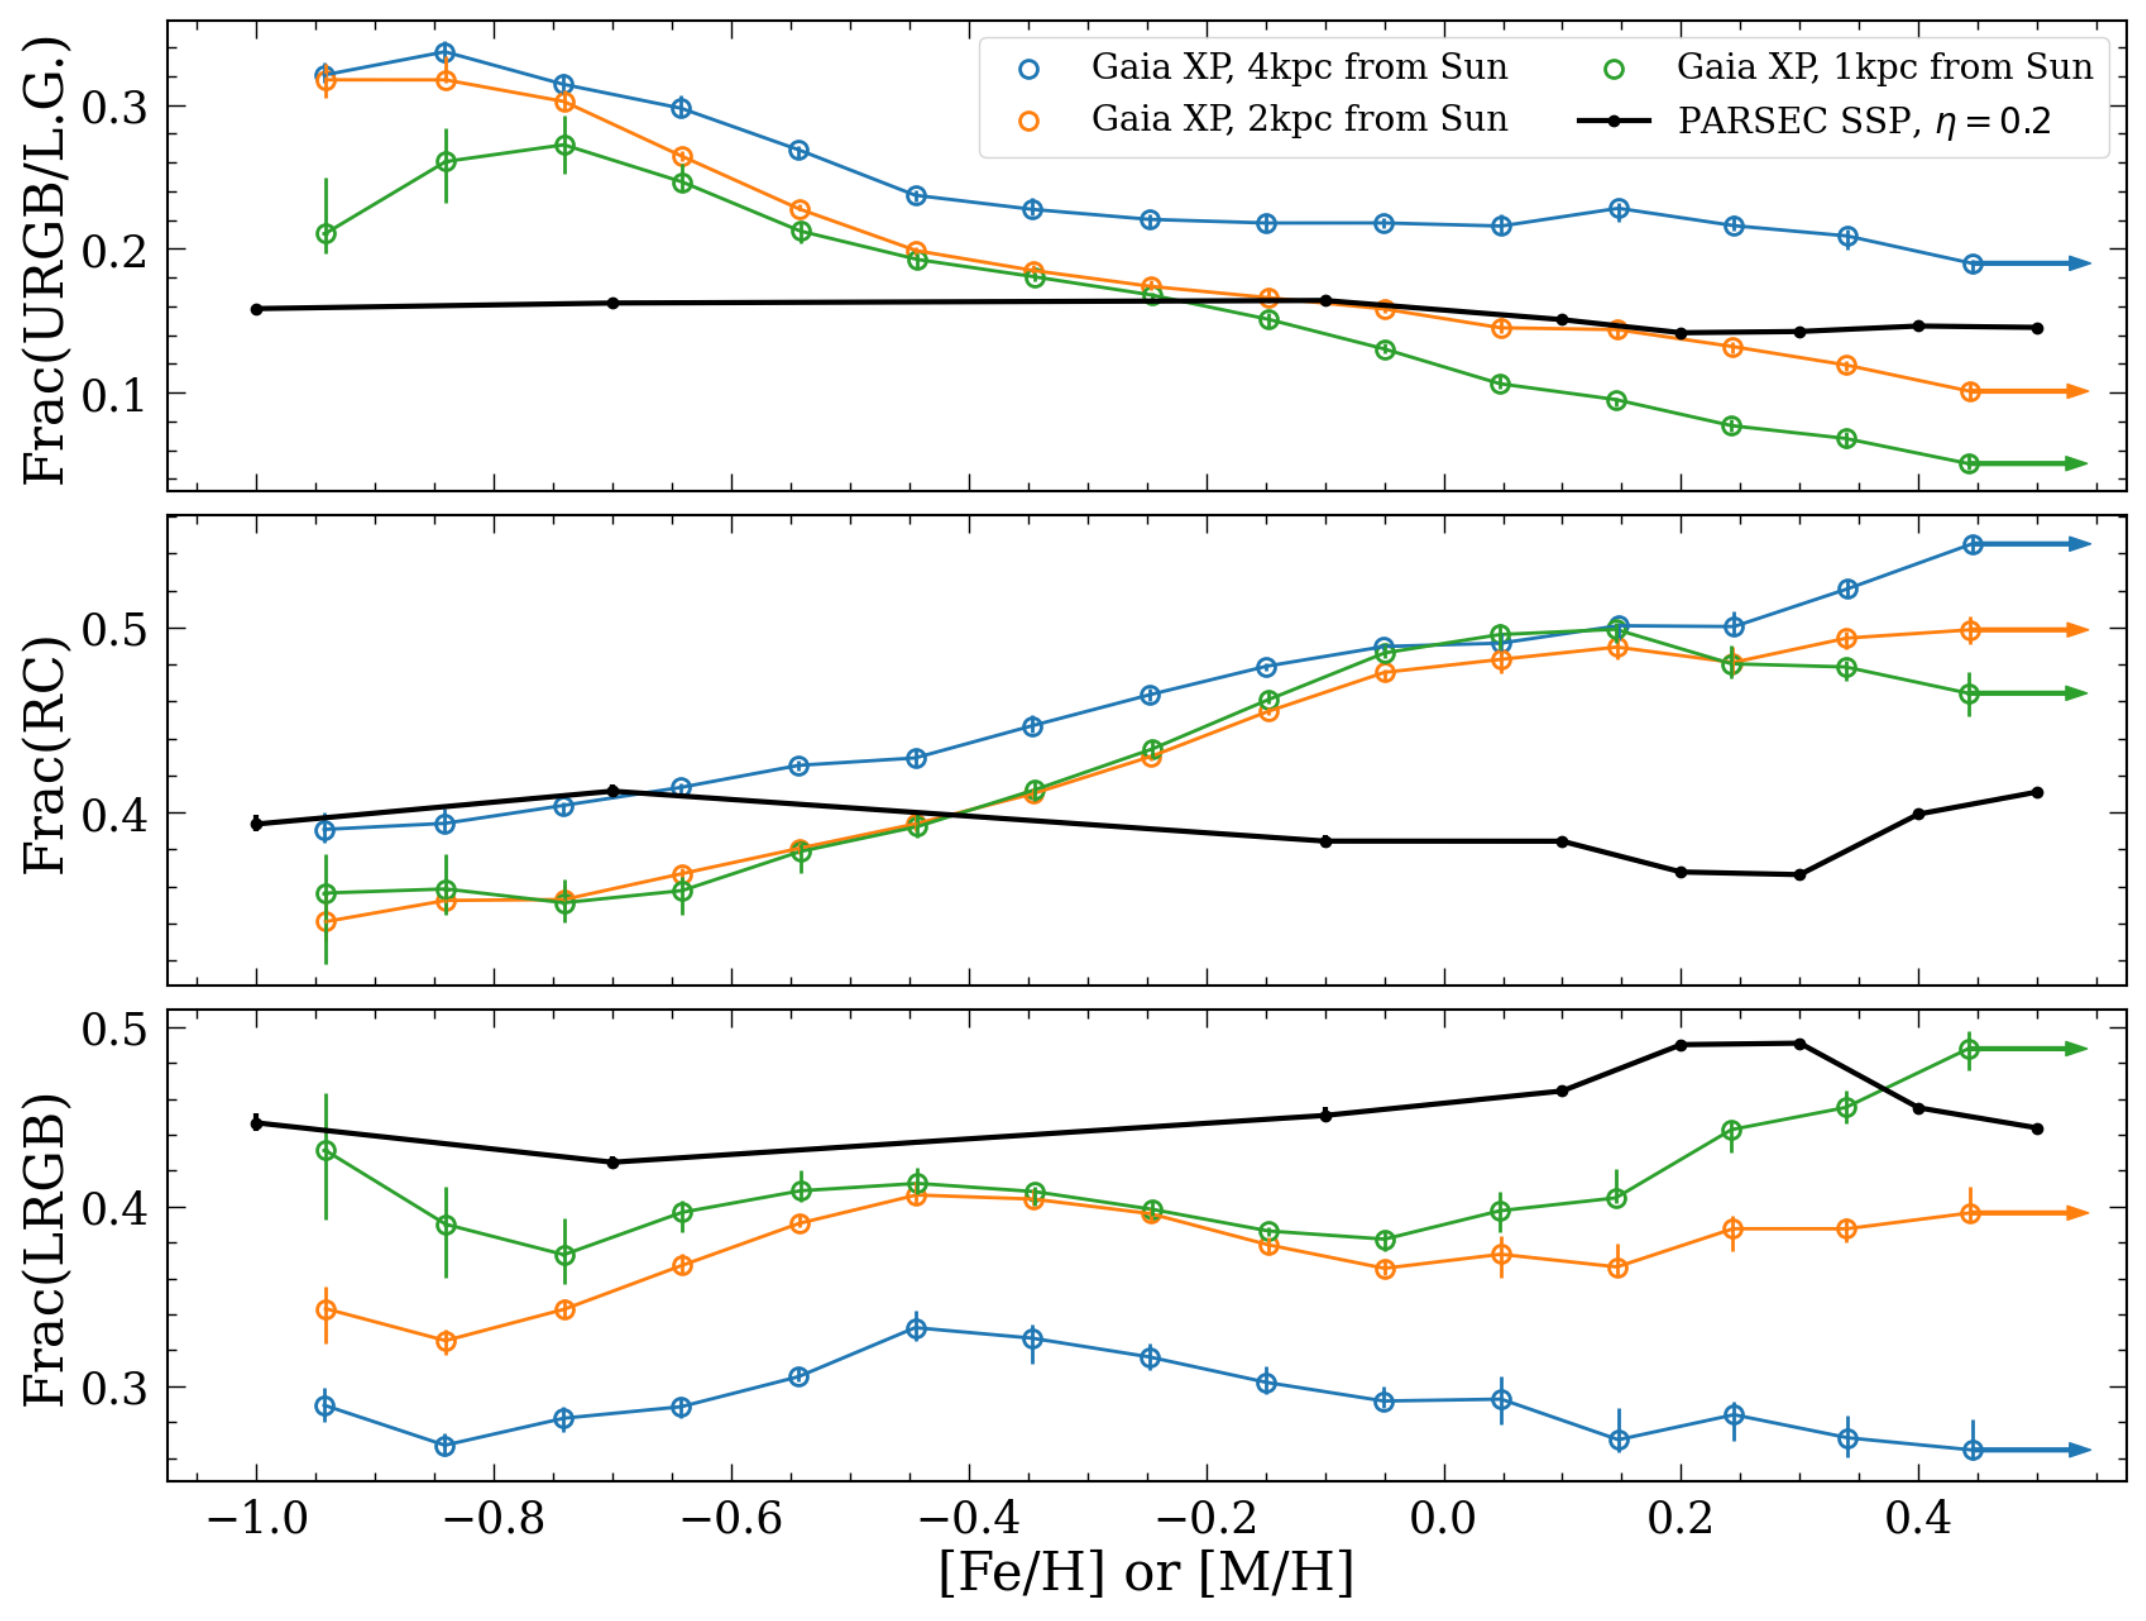 Frac(URGB/L.G.)
0.3
0.2
0.1
Gaia XP, 4kpc from Sun
Gaia XP, 2kpc from Sun
Gaia XP, 1kpc from Sun
PARSEC SSP, η = 0.2
Frac(RC)
0.5
0.4
Frac(LRGB)
0.5
0.4
0.3
−1.0 −0.8 −0.6 −0.4 −0.2 0.0 0.2 0.4
[Fe/H] or [M/H]